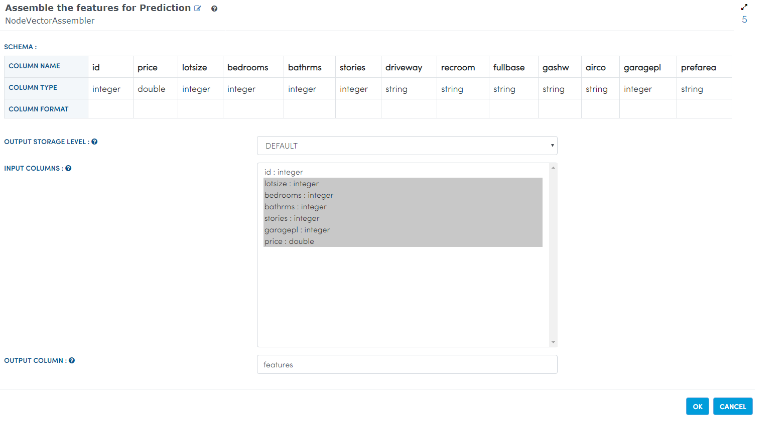 Assemble the features for Prediction
NodeVectorAssembler
5
SCHEMA :
COLUMN NAME id price lotsize bedrooms bathrms stories driveway recroom fullbase gashw airco garagepl prefarea
COLUMN TYPE integer double integer integer integer integer string string string string string integer string
COLUMN FORMAT
OUTPUT STORAGE LEVEL : DEFAULT
INPUT COLUMNS : id : integer
lotsize : integer
bedrooms : integer
bathrms : integer
stories : integer
garagepl : integer
price : double
OUTPUT COLUMN : features
OK CANCEL